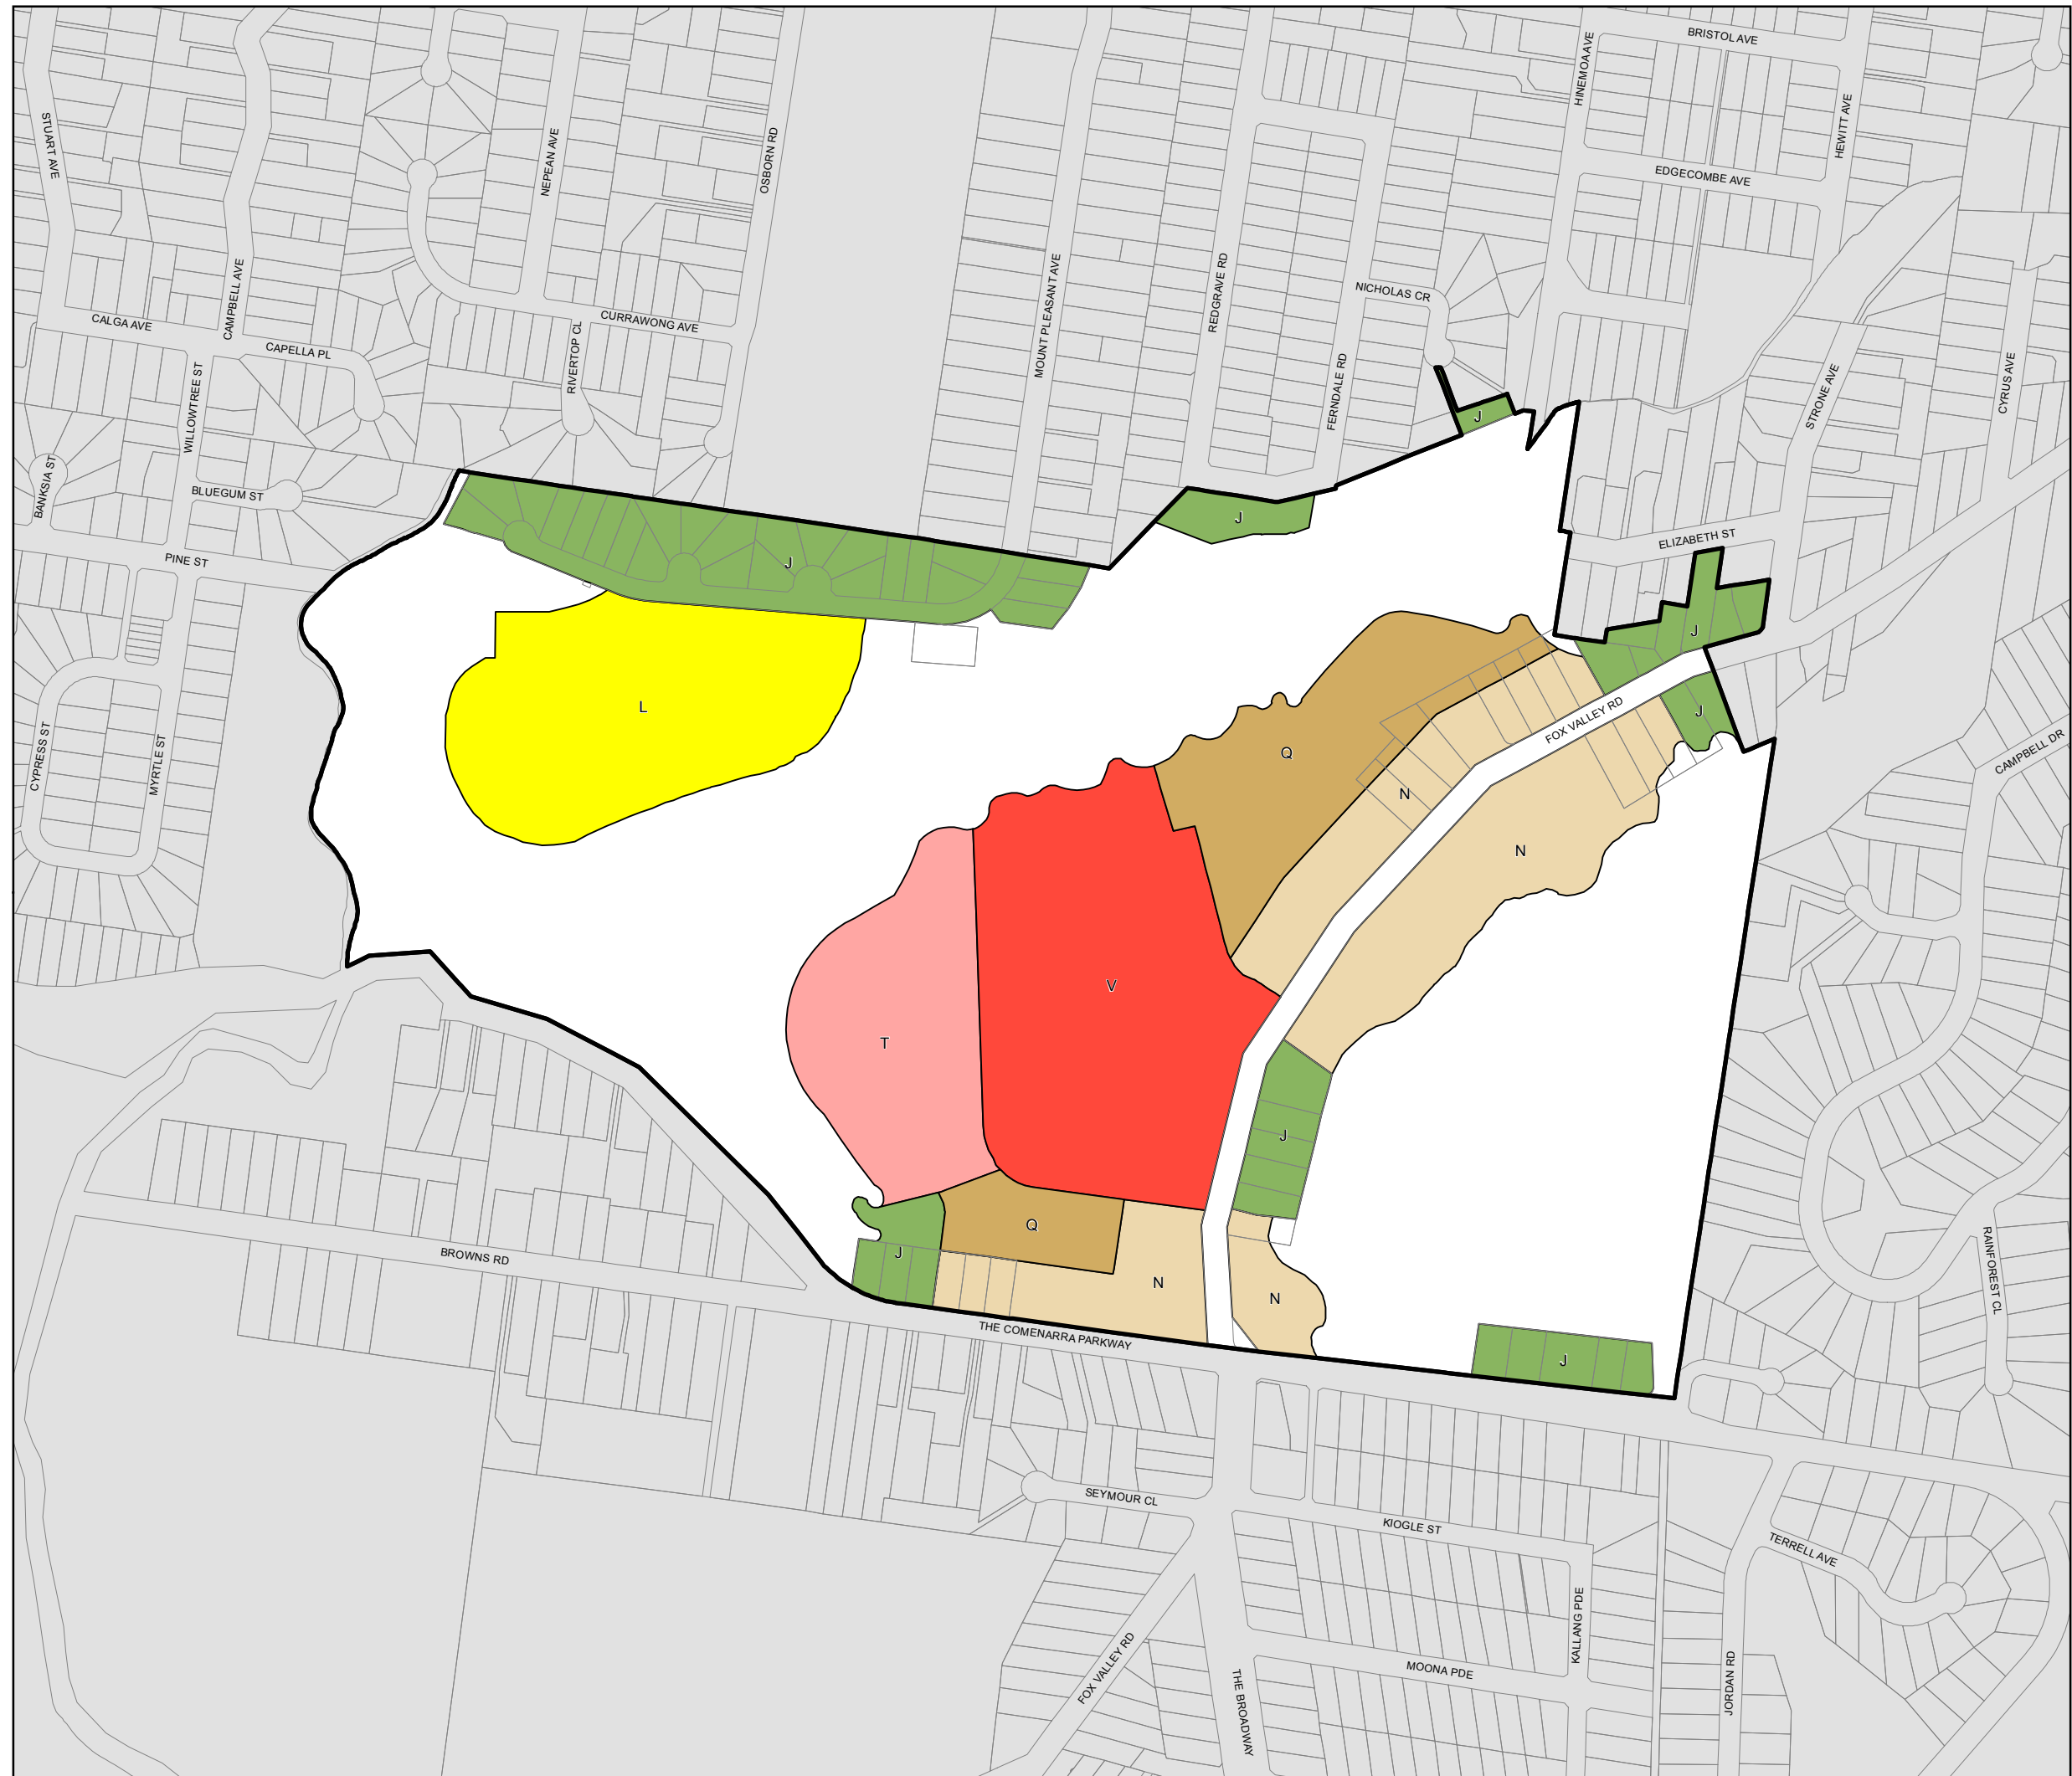 BRISTOL AVE
HINEMOA AVE
HEWITT AVE
STUART AVE
NEPEAN AVE
OSBORN RD
EDGECOMBE AVE
CAMPBELL AVE
MOUNT PLEASANT AVE
REDGRAVE RD
NICHOLAS CR
CALGA AVE
CURRAWONG AVE
CAPELLA PL
RIVERTOP CL
FERNDALE RD
STRONE AVE
CYRUS AVE
WILLOWTREE ST
J
BANKSIA ST
BLUEGUM ST
J
ELIZABETH ST
PINE ST
J
J
L
J
FOX VALLEY RD
CYPRESS ST
MYRTLE ST
Q
CAMPBELL DR
N
N
V
T
J
Q
J
BROWNS RD
N
N
RAINFOREST CL
THE COMENARRA PARKWAY
J
SEYMOUR CL
KIOGLE ST
TERRELL AVE
KALLANG PDE
FOX VALLEY RD
MOONA PDE
JORDAN RD
THE BROADWAY